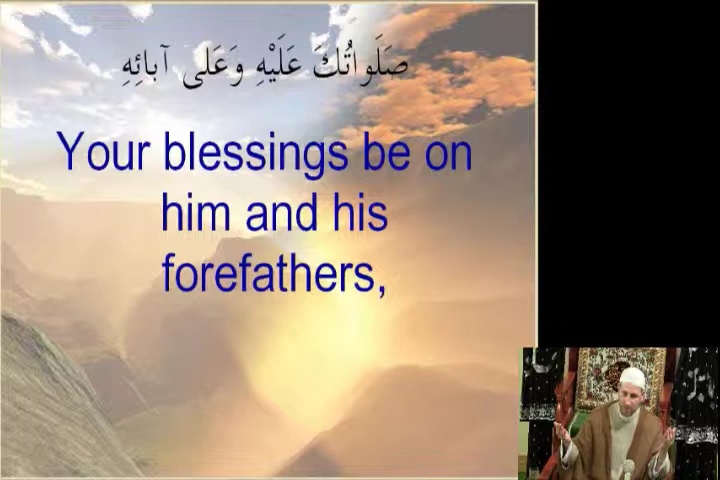 صَلَواتُكَ عَلَيْهِ وَعَلى آبائِهِ
Your blessings be on
him and his
forefathers,